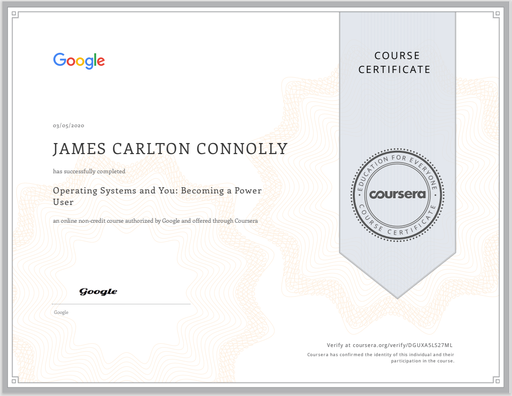 Google
COURSE
CERTIFICATE
03/05/2020
JAMES CARLTON CONNOLLY
has successfully completed
Operating Systems and You: Becoming a Power
User
an online non-credit course authorized by Google and offered through Coursera
EDUCATION FOR EVERYONE
coursera
COURSE CERTIFICATE
Google
Google
Verify at coursera.org/verify/DGUXA5LS27ML
Coursera has confirmed the identity of this individual and their
participation in the course.